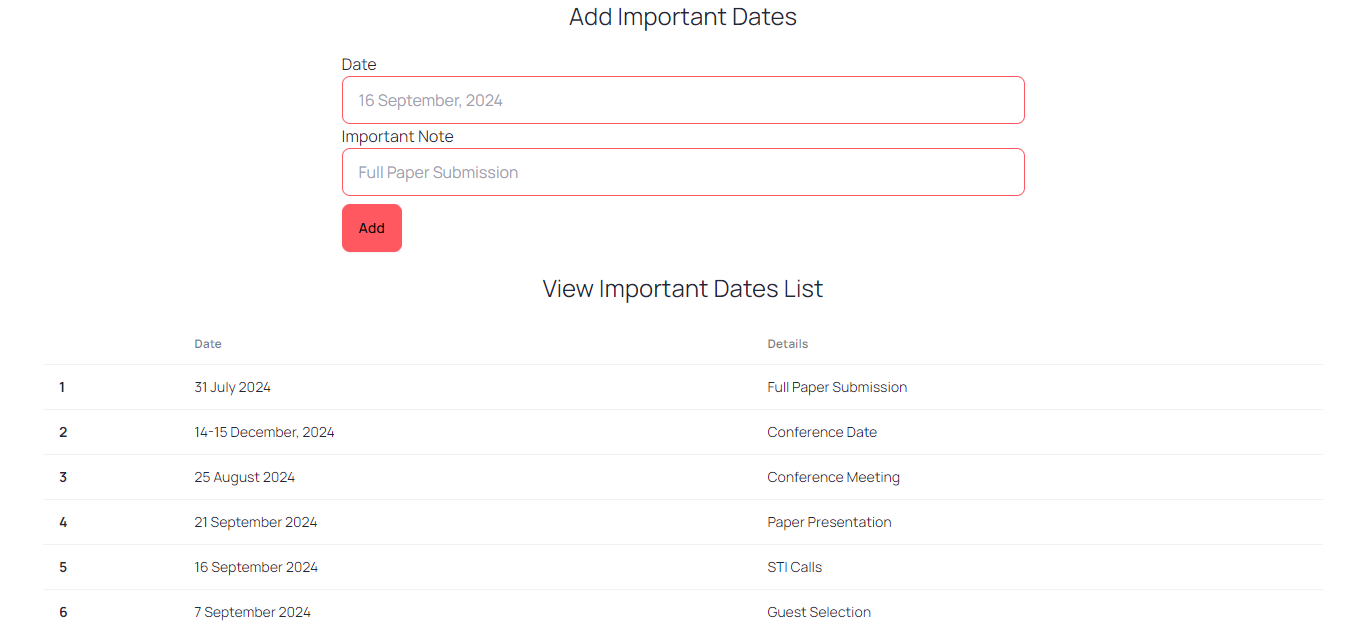 Add Important Dates
Date
16 September, 2024
Important Note
Full Paper Submission
Add
View Important Dates List
Date Details
1 31 July 2024 Full Paper Submission
2 14-15 December, 2024 Conference Date
3 25 August 2024 Conference Meeting
4 21 September 2024 Paper Presentation
5 16 September 2024 STI Calls
6 7 September 2024 Guest Selection